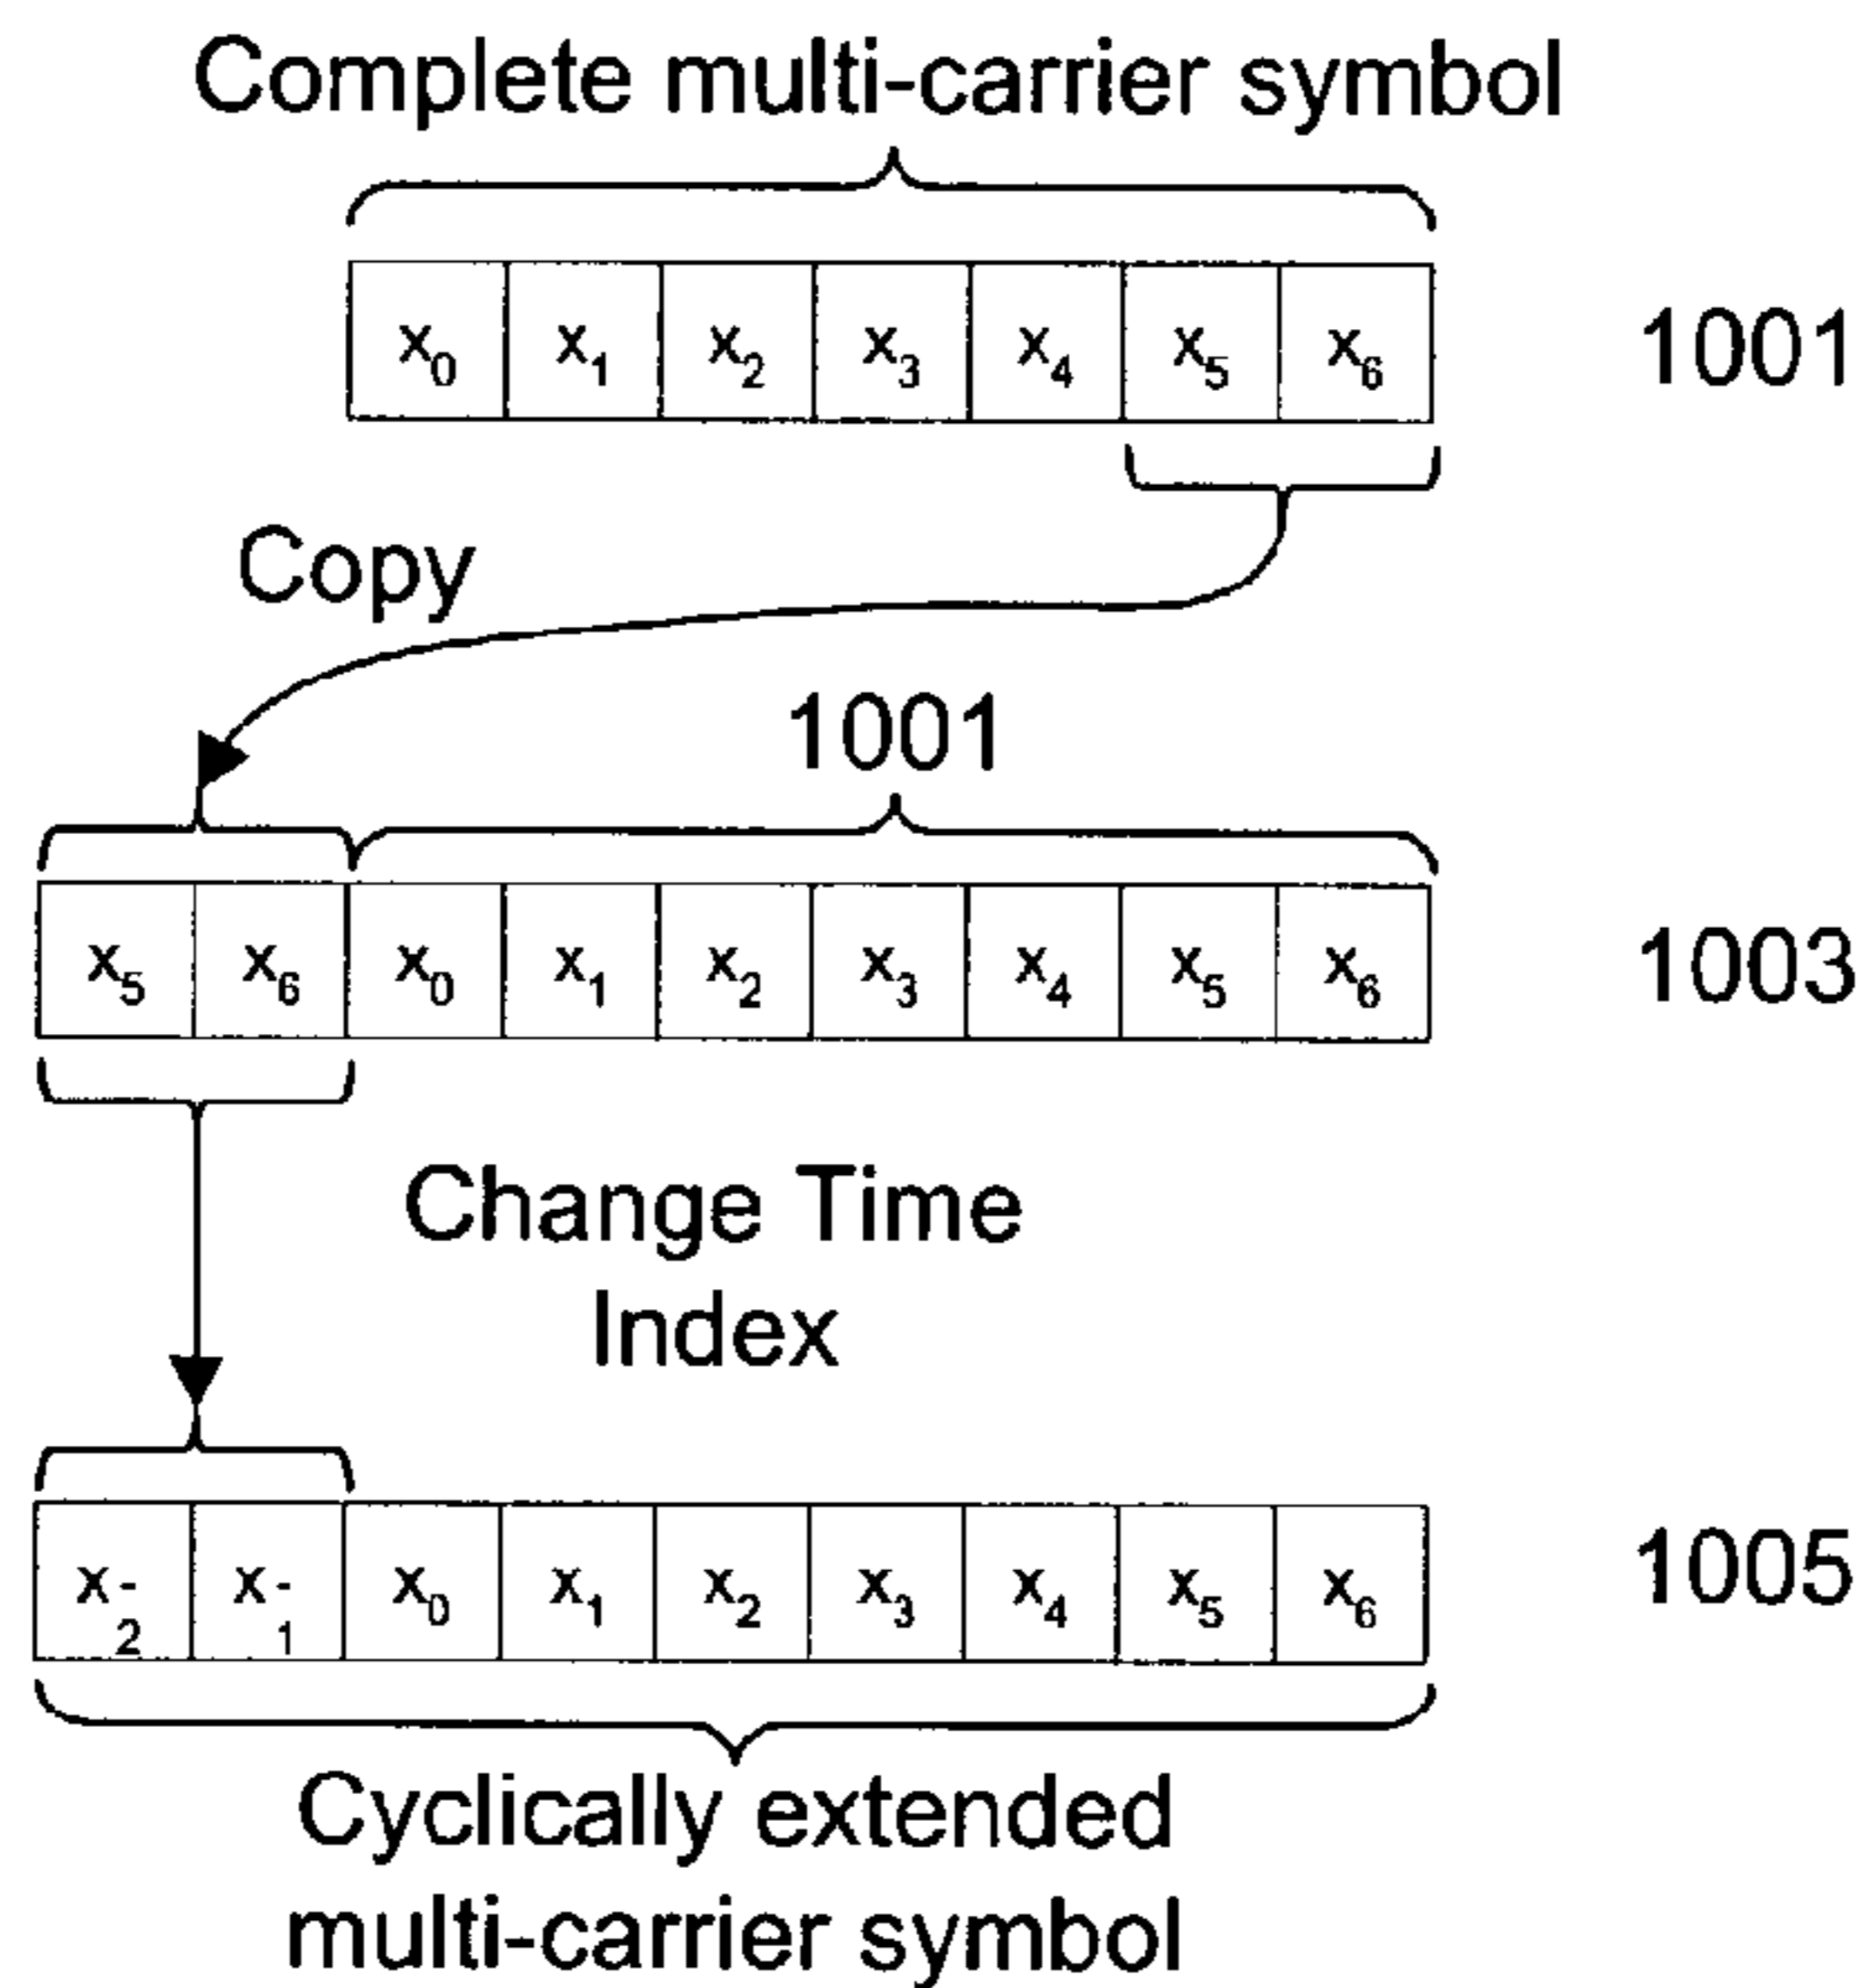 Complete multi-carrier symbol
x0 x1 x2 x3 x4 x5 x6 1001
Copy
1001
x5 x6 x0 x1 x2 x3 x4 x5 x6 1003
Change Time
Index
x-2 x-1 x0 x1 x2 x3 x4 x5 x6 1005
Cyclically extended
multi-carrier symbol